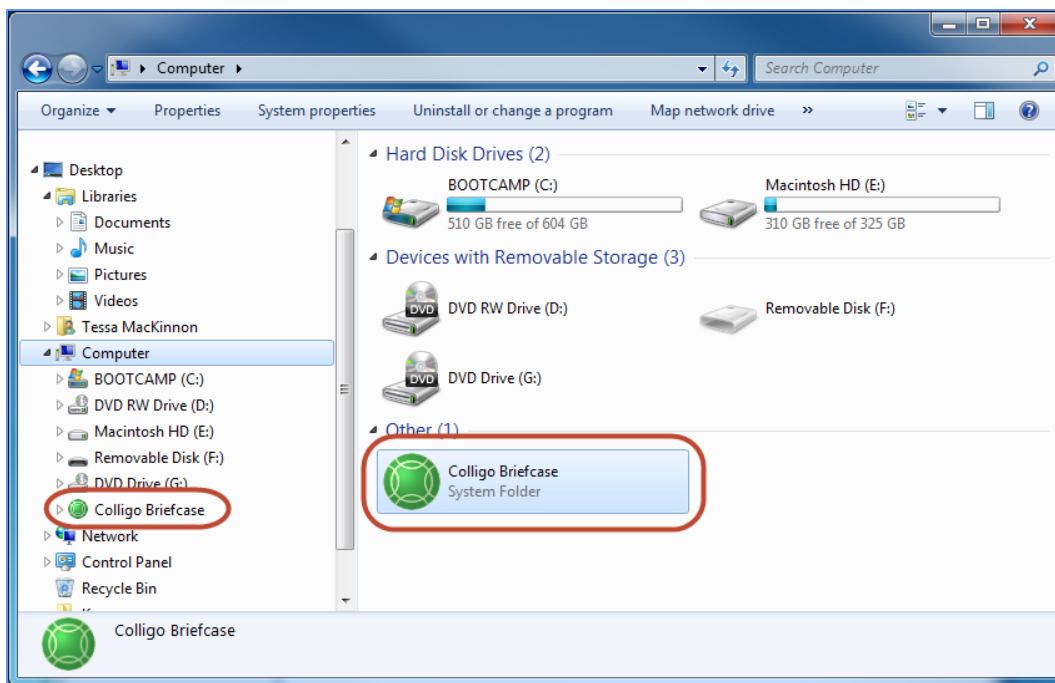 Computer
Search Computer
Organize
Properties
System properties
Uninstall or change a program
Map network drive
»
Desktop
Libraries
Documents
Music
Pictures
Videos
Tessa MacKinnon
Computer
BOOTCAMP (C:)
DVD RW Drive (D:)
Macintosh HD (E:)
Removable Disk (F:)
DVD Drive (G:)
Colligo Briefcase
Network
Control Panel
Recycle Bin
Hard Disk Drives (2)
BOOTCAMP (C:)
510 GB free of 604 GB
Macintosh HD (E:)
310 GB free of 325 GB
Devices with Removable Storage (3)
DVD RW Drive (D:)
Removable Disk (F:)
DVD
DVD Drive (G:)
DVD
Other (1)
Colligo Briefcase
System Folder
Colligo Briefcase